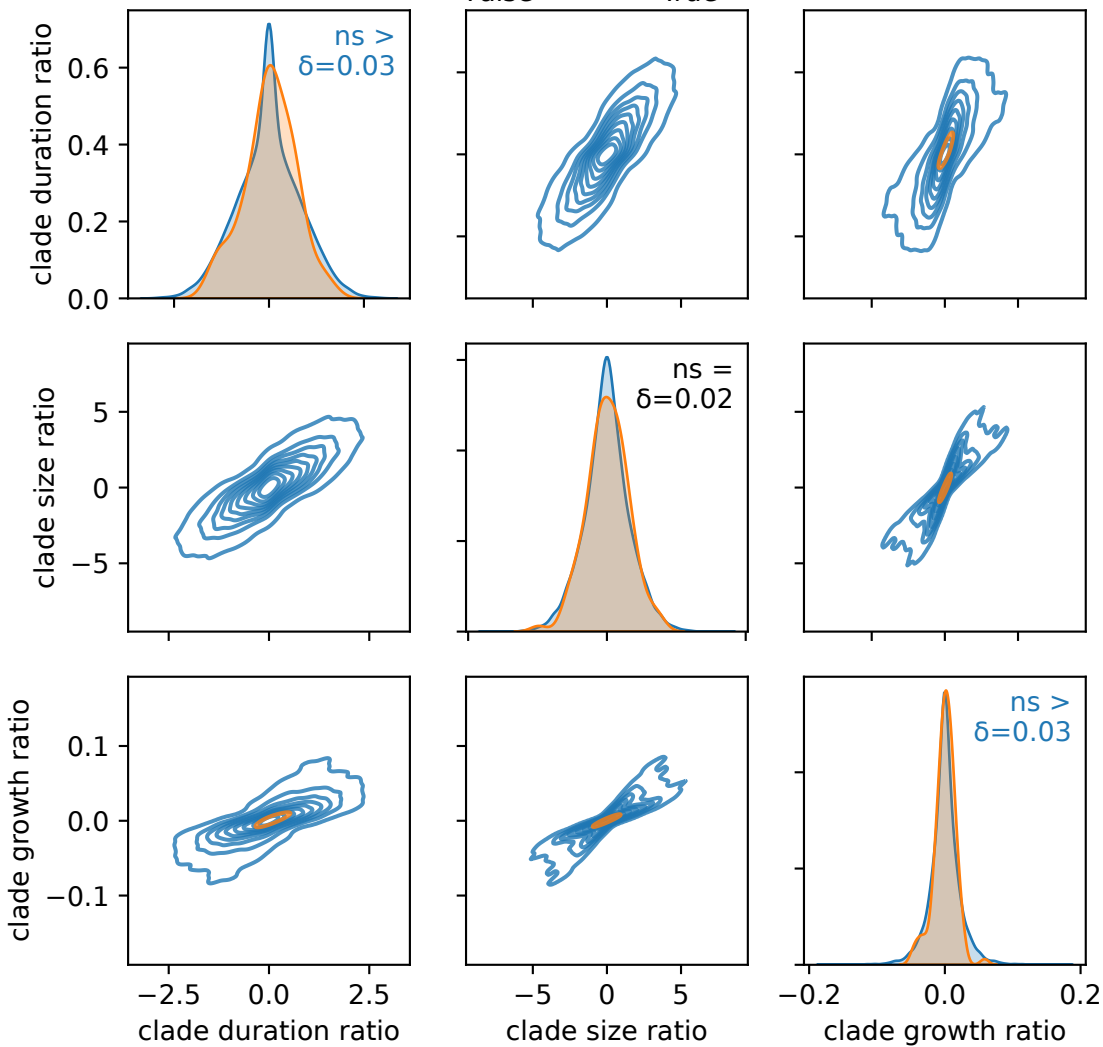 clade duration ratio
0.6
0.4
0.2
0.0
ns >
δ=0.03
clade size ratio
5
0
−5
ns =
δ=0.02
clade growth ratio
0.1
0.0
−0.1
ns >
δ=0.03
−2.5 0.0 2.5
−5 0 5
−0.2 0.0 0.2
clade duration ratio
clade size ratio
clade growth ratio